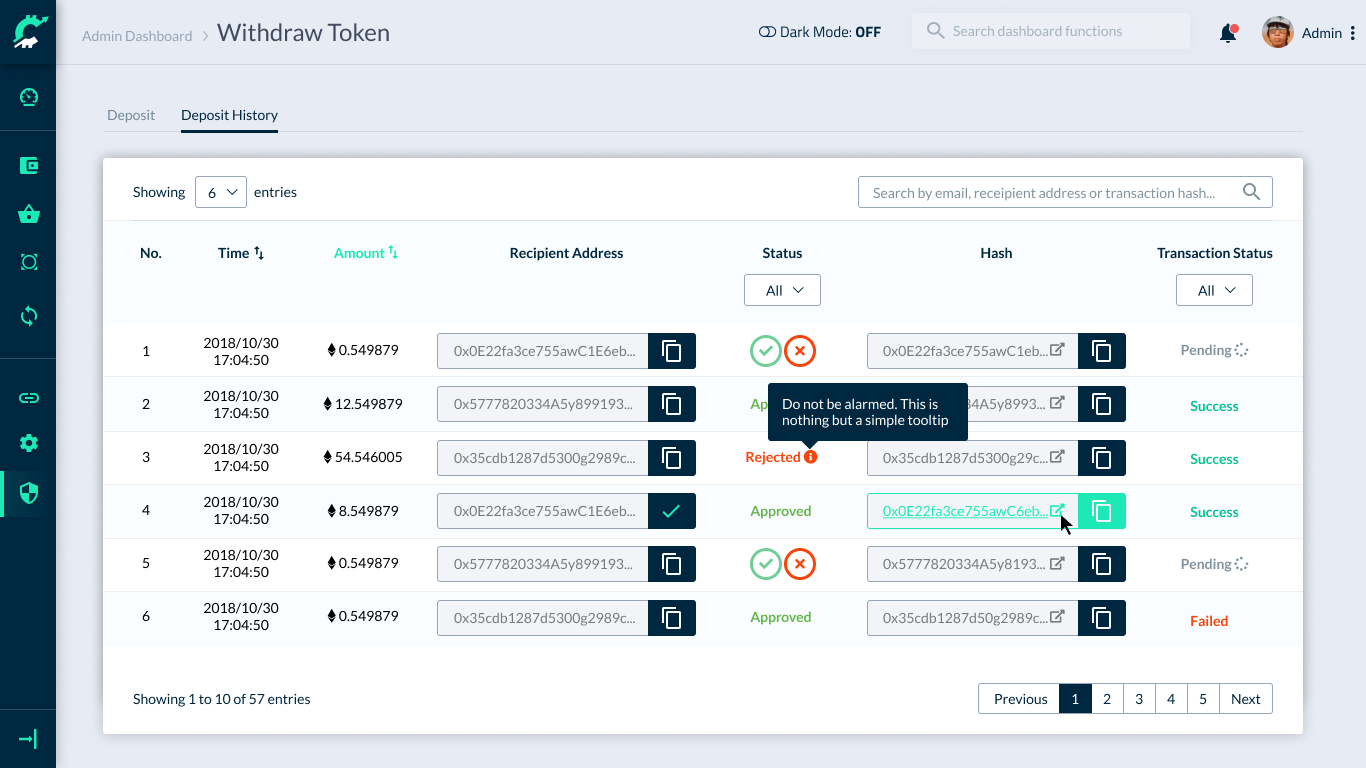 Admin Dashboard > Withdraw Token
Dark Mode: OFF
Search dashboard functions
Admin
Deposit
Deposit History
Showing 6 entries
Search by email, receipient address or transaction hash...
No. Time Amount Recipient Address Status Hash Transaction Status
All All
1 2018/10/30 17:04:50 0.549879 0x0E22fa3ce755awC1E6eb... 0x0E22fa3ce755awC1eb... Pending
2 2018/10/30 17:04:50 12.549879 0x5777820334A5y899193... Ap 34A5y8993... Success
Do not be alarmed. This is
nothing but a simple tooltip
3 2018/10/30 17:04:50 54.546005 0x35cdb1287d5300g2989c... Rejected 0x35cdb1287d5300g29c... Success
4 2018/10/30 17:04:50 8.549879 0x0E22fa3ce755awC1E6eb... Approved 0x0E22fa3ce755awC6eb... Success
5 2018/10/30 17:04:50 0.549879 0x5777820334A5y899193... 0x5777820334A5y8193... Pending
6 2018/10/30 17:04:50 0.549879 0x35cdb1287d5300g2989c... Approved 0x35cdb1287d50g2989c... Failed
Showing 1 to 10 of 57 entries
Previous 1 2 3 4 5 Next